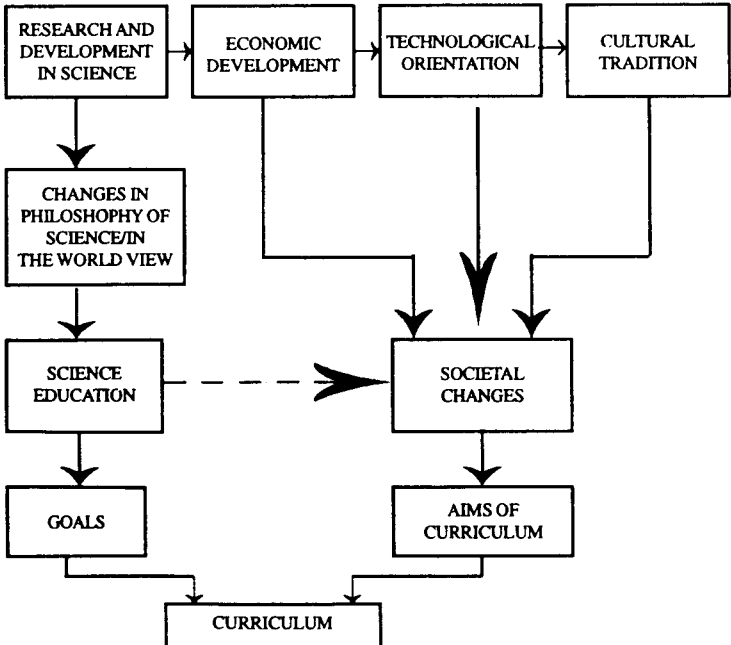 RESEARCH AND
DEVELOPMENT
IN SCIENCE
ECONOMIC
DEVELOPMENT
TECHNOLOGICAL
ORIENTATION
CULTURAL
TRADITION
CHANGES IN
PHILOSHOPHY OF
SCIENCE/IN
THE WORLD VIEW
SCIENCE
EDUCATION
SOCIETAL
CHANGES
GOALS
AIMS OF
CURRICULUM
CURRICULUM